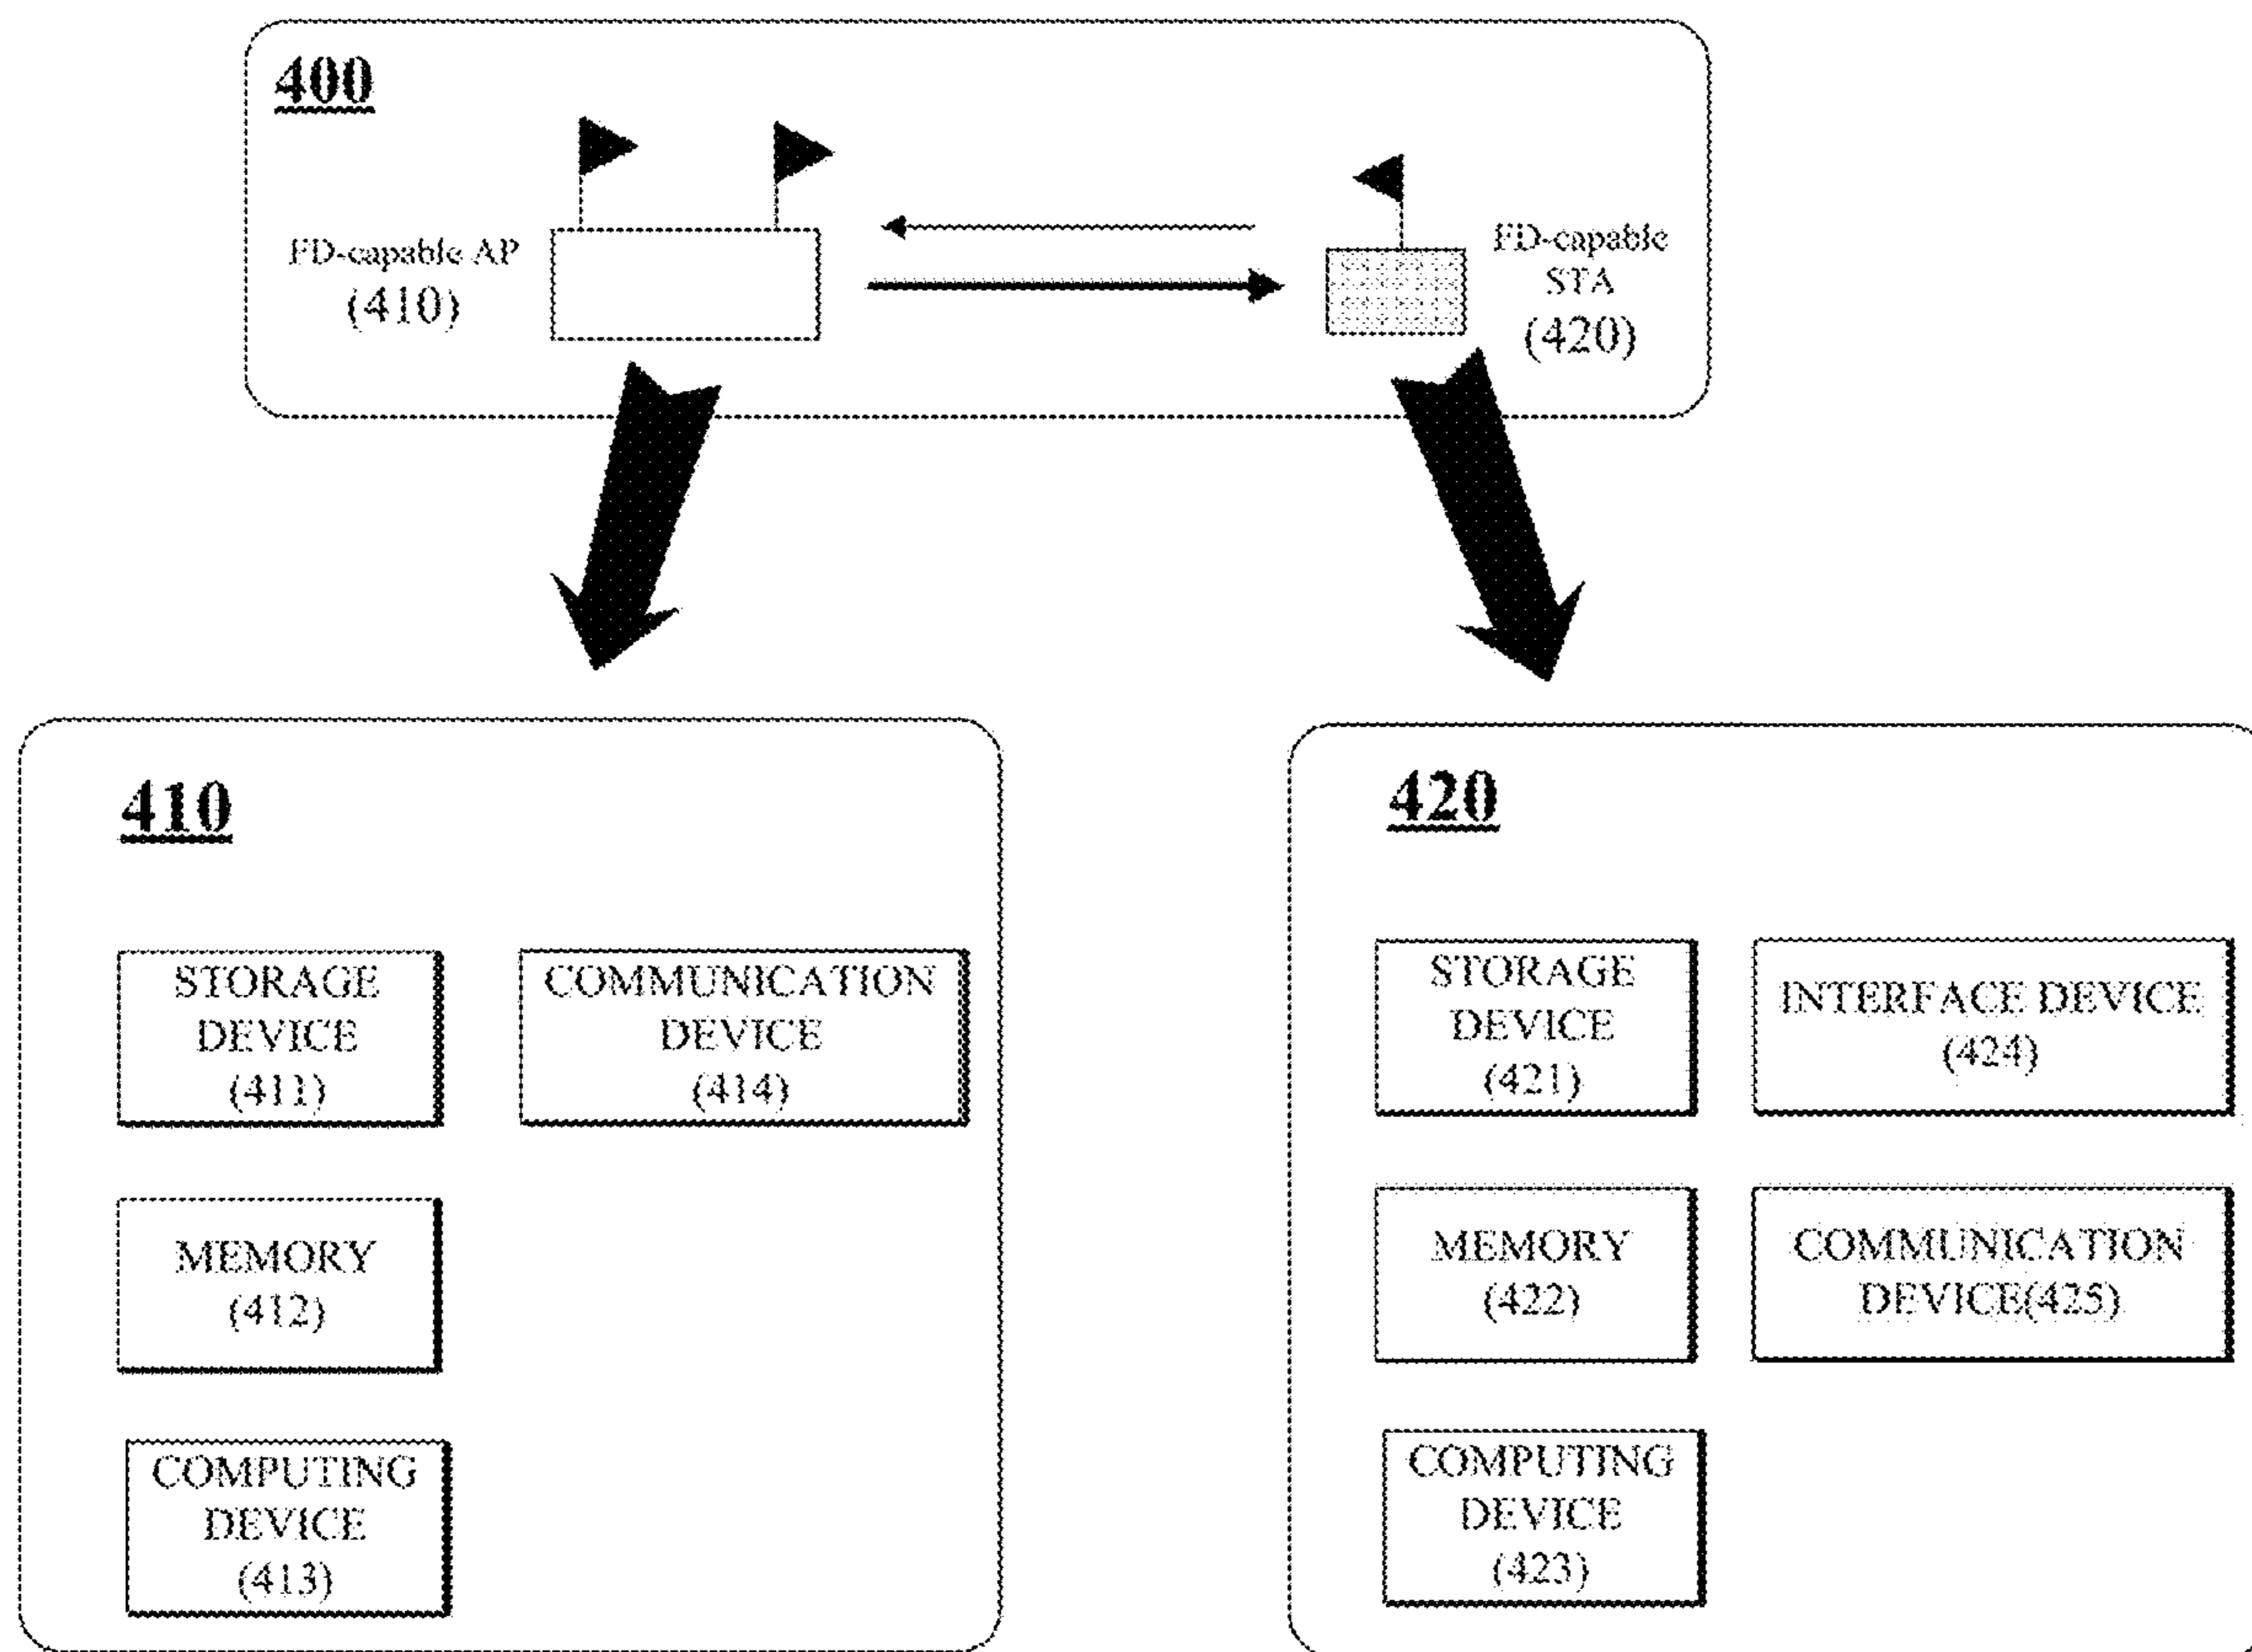 400
FD-capable AP
(410)
FD-capable
STA
(420)
410
STORAGE
DEVICE
(411)
COMMUNICATION
DEVICE
(414)
MEMORY
(412)
COMPUTING
DEVICE
(413)
420
STORAGE
DEVICE
(421)
INTERFACE DEVICE
(424)
MEMORY
(422)
COMMUNICATION
DEVICE(425)
COMPUTING
DEVICE
(423)